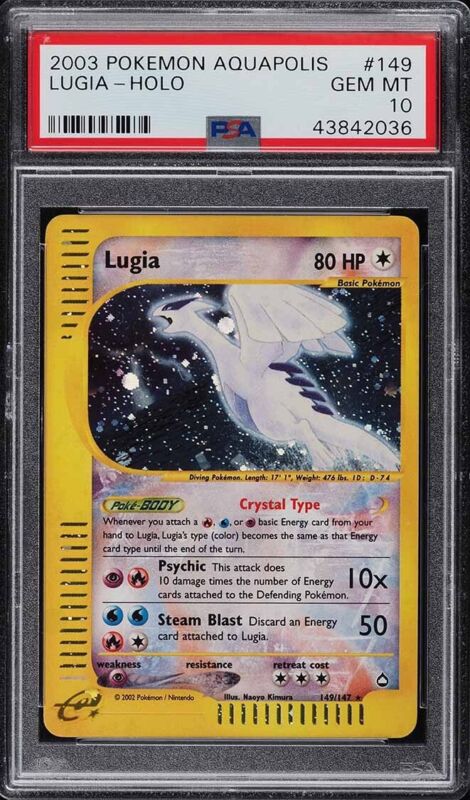 2003 POKEMON AQUAPOLIS #149
LUGIA – HOLO GEM MT
10
PSA 43842036
Lugia 80 HP
Basic Pokémon
Diving Pokémon. Length: 17' 1", Weight: 476 lbs. ID: D-74
Poké-BODY Crystal Type
Whenever you attach a , , or basic Energy card from your
hand to Lugia, Lugia's type (color) becomes the same as that Energy
card type until the end of the turn.
Psychic This attack does
10 damage times the number of Energy 10x
cards attached to the Defending Pokémon.
Steam Blast Discard an Energy 50
card attached to Lugia.
weakness resistance retreat cost
© 2002 Pokémon / Nintendo Illus. Naoyo Kimura 149/147